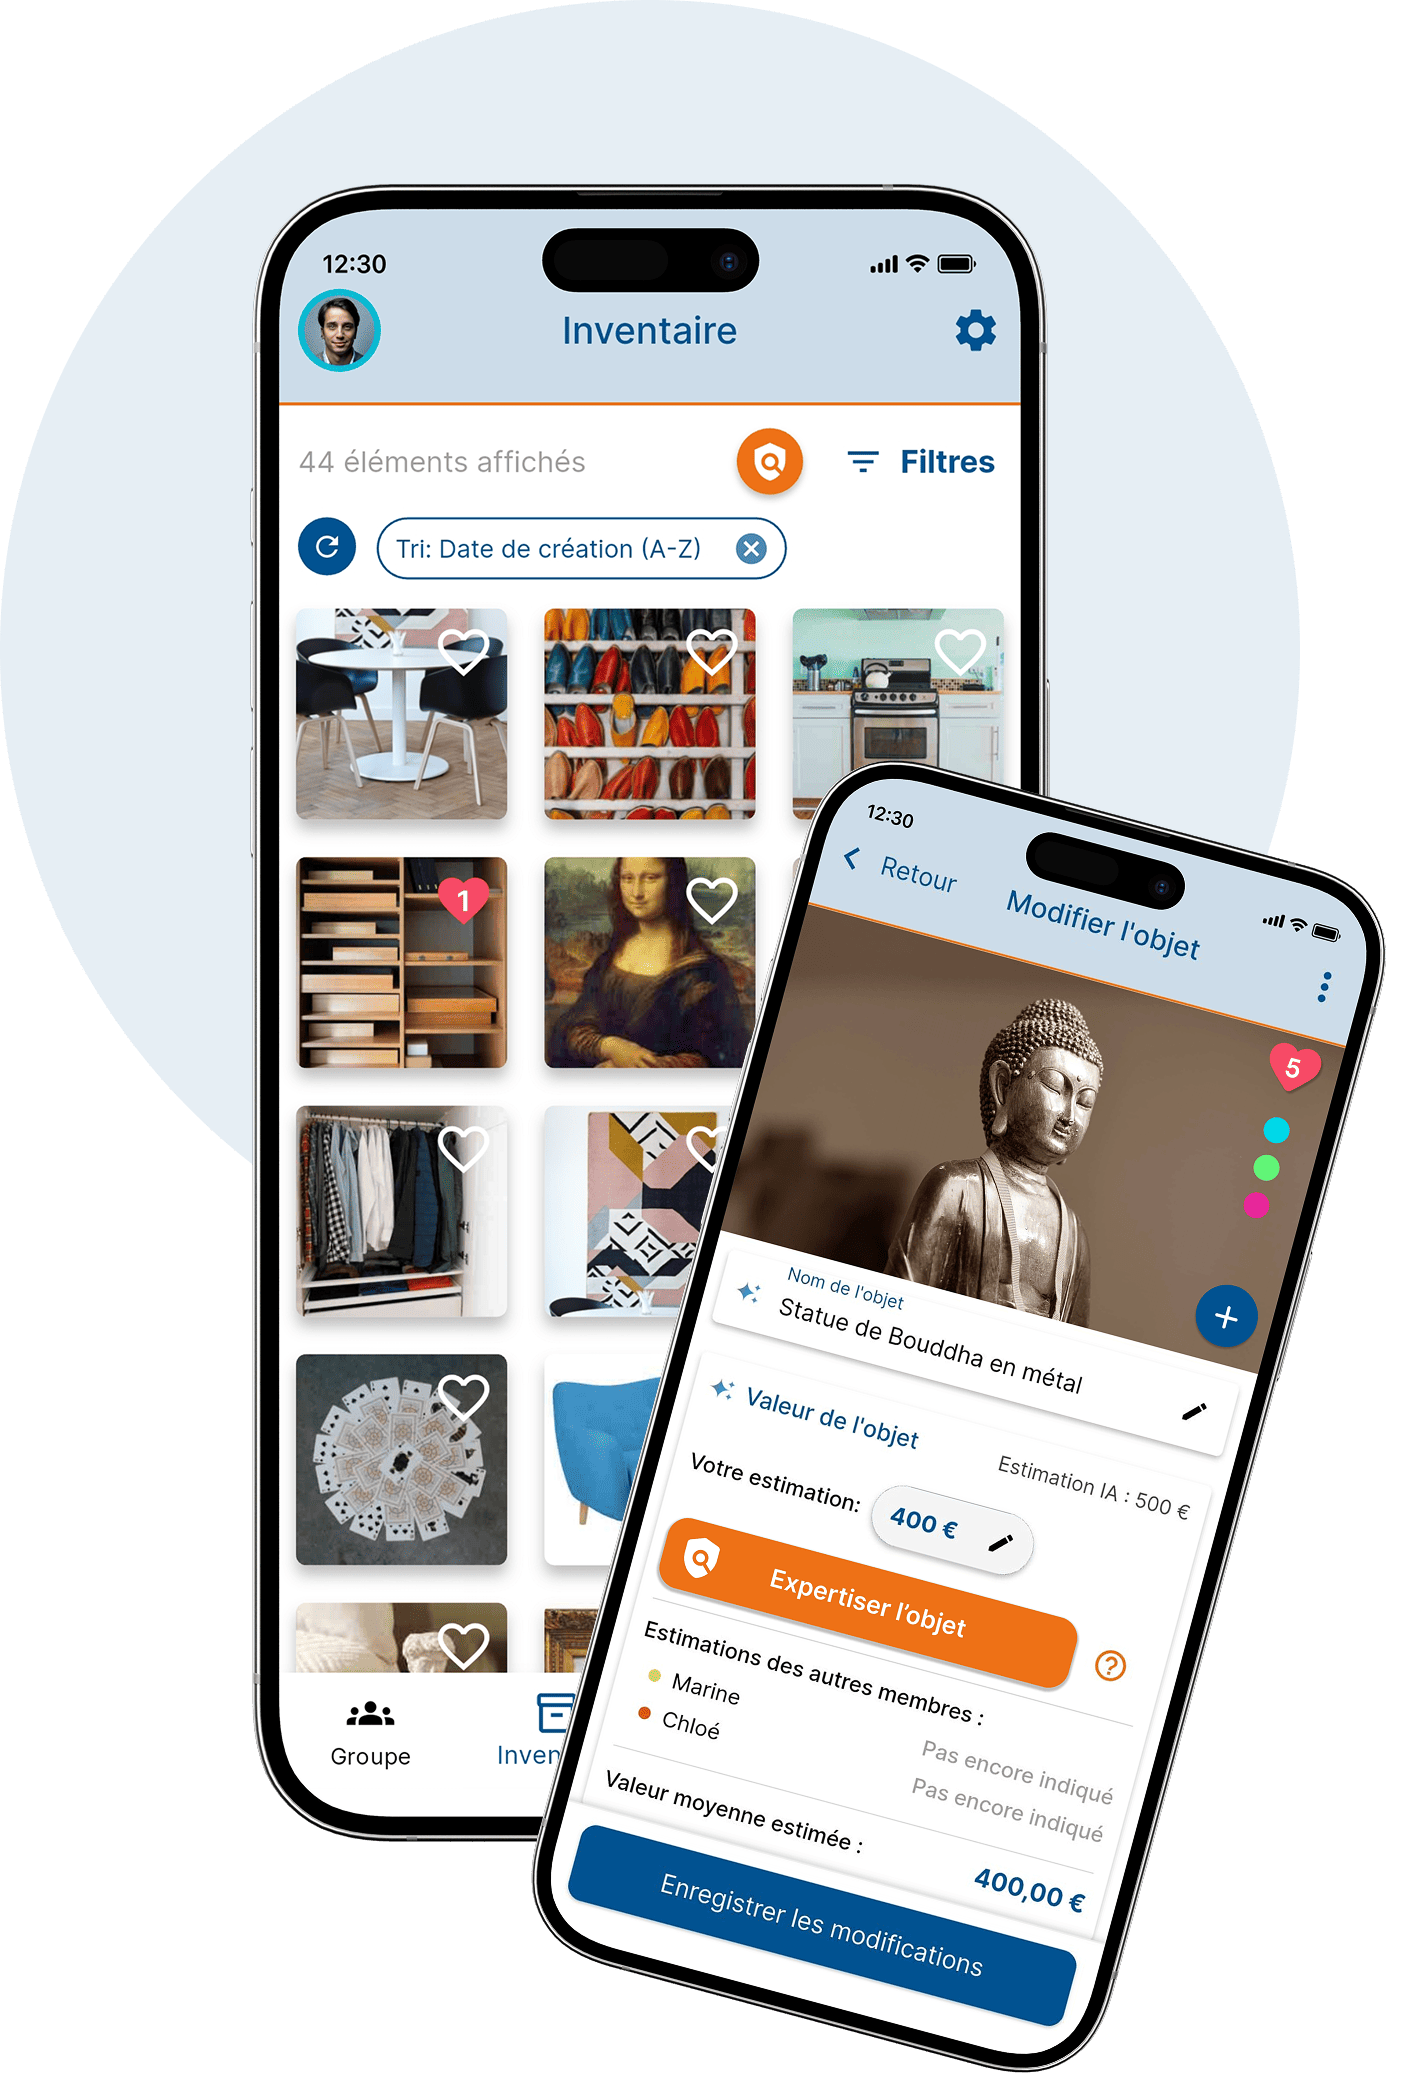 12:30
Inventaire
44 éléments affichés
Filtres
Tri: Date de création (A-Z)
1
Groupe
Inven
12:30
Retour
Modifier l'objet
5
Nom de l'objet
Statue de Bouddha en métal
Valeur de l'objet
Estimation IA : 500 €
Votre estimation:
400 €
Expertiser l'objet
Estimations des autres membres :
Marine
Pas encore indiqué
Chloé
Pas encore indiqué
Valeur moyenne estimée :
400,00 €
Enregistrer les modifications